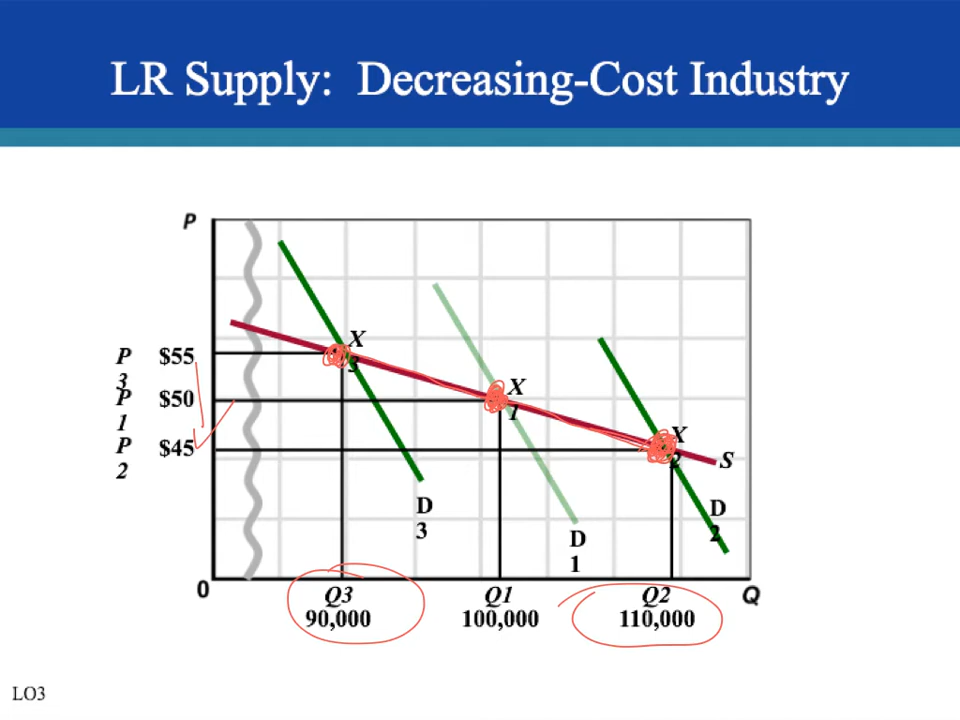 LR Supply: Decreasing-Cost Industry
P
P
3
$55
P
1
$50
P
2
$45
X
3
X
1
X
2
S
D
3
D
1
D
2
0
Q3
90,000
Q1
100,000
Q2
110,000
Q
LO3